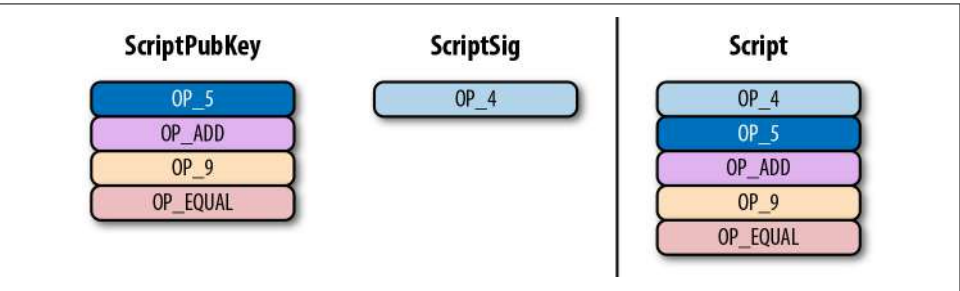 ScriptPubKey
OP_5
OP_ADD
OP_9
OP_EQUAL
ScriptSig
OP_4
Script
OP_4
OP_5
OP_ADD
OP_9
OP_EQUAL